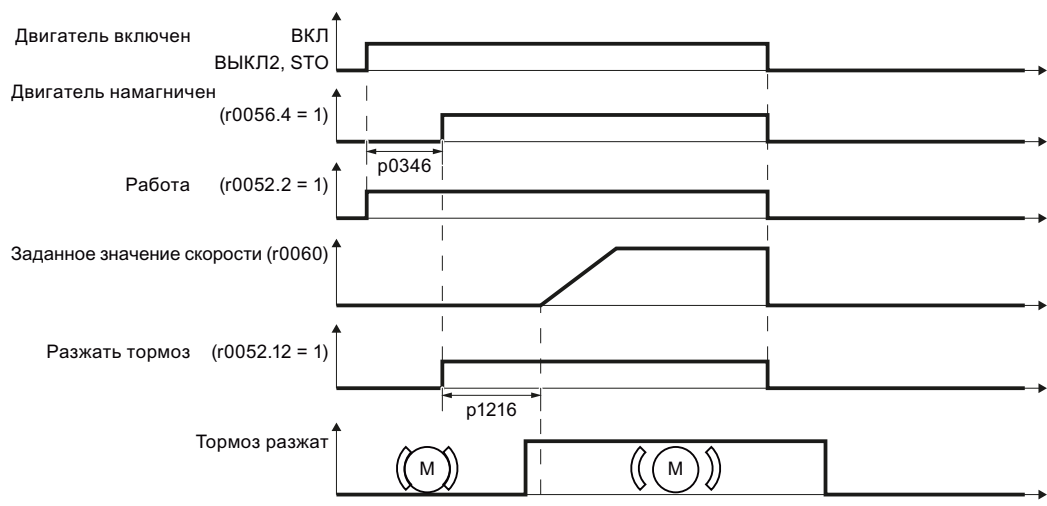 Двигатель включен ВКЛ
ВЫКЛ2, STO
Двигатель намагничен
(r0056.4 = 1)
p0346
Работа (r0052.2 = 1)
Заданное значение скорости (r0060)
Разжать тормоз (r0052.12 = 1)
p1216
Тормоз разжат
M M